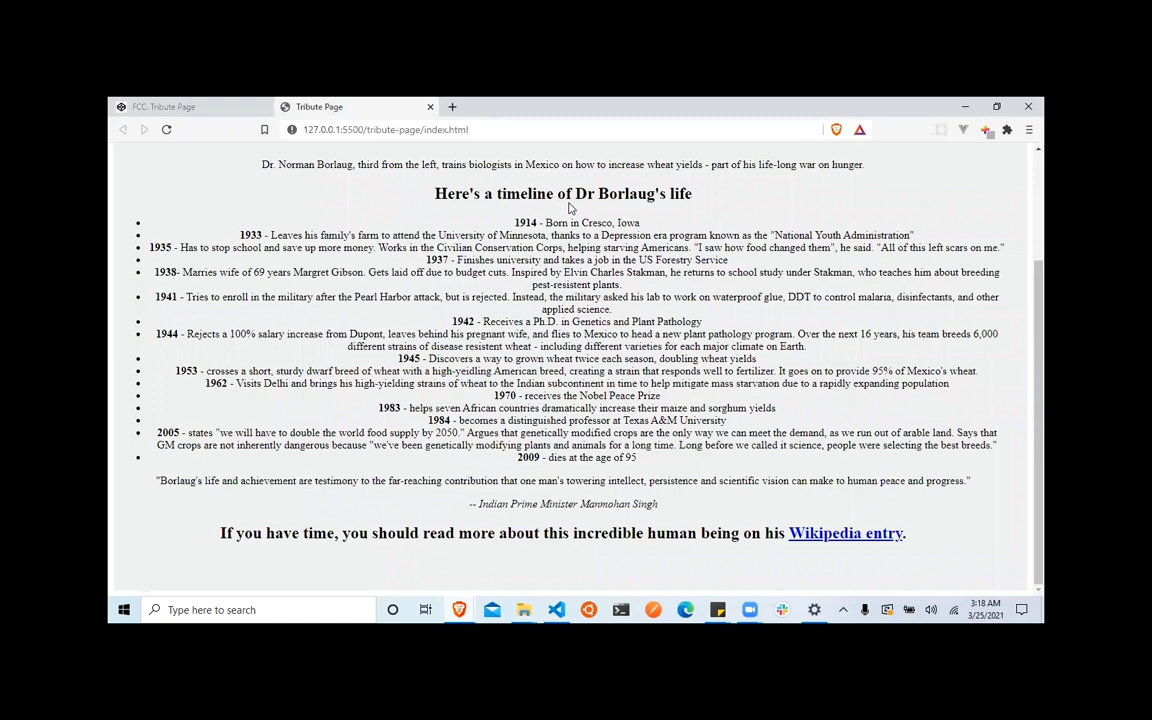 FCC: Tribute Page
Tribute Page
127.0.0.1:5500/tribute-page/index.html
Dr. Norman Borlaug, third from the left, trains biologists in Mexico on how to increase wheat yields - part of his life-long war on hunger.
Here's a timeline of Dr Borlaug's life
1914 - Born in Cresco, Iowa
1933 - Leaves his family's farm to attend the University of Minnesota, thanks to a Depression era program known as the "National Youth Administration"
1935 - Has to stop school and save up more money. Works in the Civilian Conservation Corps, helping starving Americans. "I saw how food changed them", he said. "All of this left scars on me."
1937 - Finishes university and takes a job in the US Forestry Service
1938- Marries wife of 69 years Margret Gibson. Gets laid off due to budget cuts. Inspired by Elvin Charles Stakman, he returns to school study under Stakman, who teaches him about breeding
pest-resistent plants.
1941 - Tries to enroll in the military after the Pearl Harbor attack, but is rejected. Instead, the military asked his lab to work on waterproof glue, DDT to control malaria, disinfectants, and other
applied science.
1942 - Receives a Ph.D. in Genetics and Plant Pathology
1944 - Rejects a 100% salary increase from Dupont, leaves behind his pregnant wife, and flies to Mexico to head a new plant pathology program. Over the next 16 years, his team breeds 6,000
different strains of disease resistent wheat - including different varieties for each major climate on Earth.
1945 - Discovers a way to grown wheat twice each season, doubling wheat yields
1953 - crosses a short, sturdy dwarf breed of wheat with a high-yeidling American breed, creating a strain that responds well to fertilizer. It goes on to provide 95% of Mexico's wheat.
1962 - Visits Delhi and brings his high-yielding strains of wheat to the Indian subcontinent in time to help mitigate mass starvation due to a rapidly expanding population
1970 - receives the Nobel Peace Prize
1983 - helps seven African countries dramatically increase their maize and sorghum yields
1984 - becomes a distinguished professor at Texas A&M University
2005 - states "we will have to double the world food supply by 2050." Argues that genetically modified crops are the only way we can meet the demand, as we run out of arable land. Says that
GM crops are not inherently dangerous because "we've been genetically modifying plants and animals for a long time. Long before we called it science, people were selecting the best breeds."
2009 - dies at the age of 95
"Borlaug's life and achievement are testimony to the far-reaching contribution that one man's towering intellect, persistence and scientific vision can make to human peace and progress."
-- Indian Prime Minister Manmohan Singh
If you have time, you should read more about this incredible human being on his Wikipedia entry.
Type here to search
3:18 AM
3/25/2021